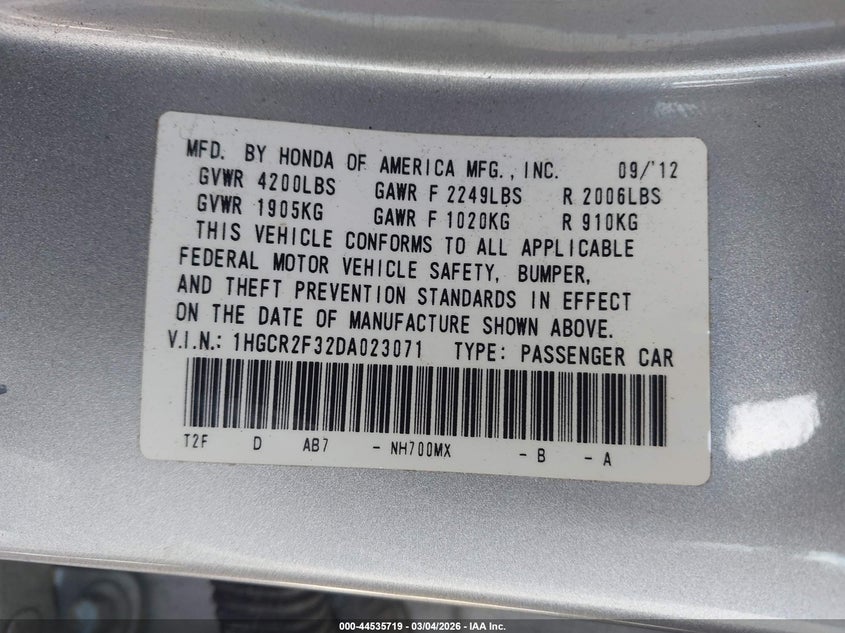 MFD. BY HONDA OF AMERICA MFG., INC. 09/'12
GVWR 4200LBS GAWR F 2249LBS R 2006LBS
GVWR 1905KG GAWR F 1020KG R 910KG
THIS VEHICLE CONFORMS TO ALL APPLICABLE
FEDERAL MOTOR VEHICLE SAFETY, BUMPER,
AND THEFT PREVENTION STANDARDS IN EFFECT
ON THE DATE OF MANUFACTURE SHOWN ABOVE.
V.I.N.: 1HGCR2F32DA023071 TYPE: PASSENGER CAR
T2F D AB7 - NH700MX - B - A
000-44535719 - 03/04/2026 - IAA Inc.